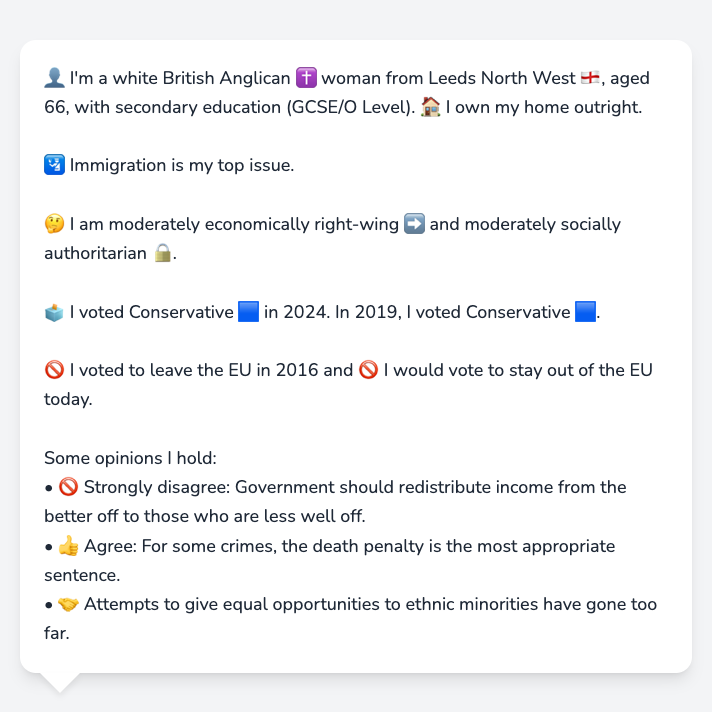 👤 I'm a white British Anglican ✝️ woman from Leeds North West 🏴󠁧󠁢󠁥󠁮󠁧󠁿, aged
66, with secondary education (GCSE/O Level). 🏠 I own my home outright.
🛂 Immigration is my top issue.
🤔 I am moderately economically right-wing ➡️ and moderately socially
authoritarian 🔒.
🗳️ I voted Conservative 🟦 in 2024. In 2019, I voted Conservative 🟦.
🚫 I voted to leave the EU in 2016 and 🚫 I would vote to stay out of the EU
today.
Some opinions I hold:
• 🚫 Strongly disagree: Government should redistribute income from the
better off to those who are less well off.
• 👍 Agree: For some crimes, the death penalty is the most appropriate
sentence.
• 🤝 Attempts to give equal opportunities to ethnic minorities have gone too
far.